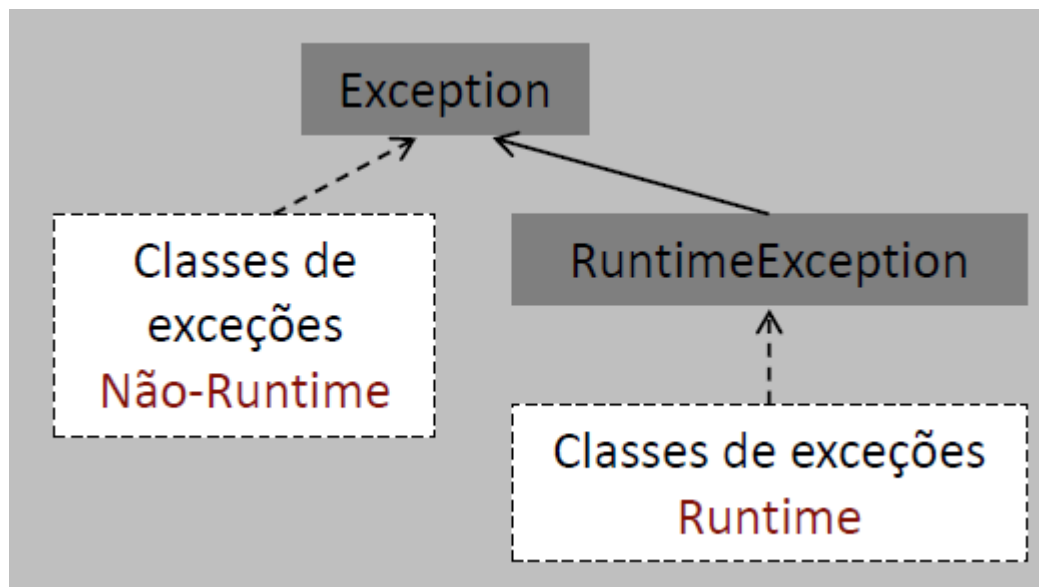 Exception
Classes de
exceções
Não-Runtime
RuntimeException
Classes de exceções
Runtime